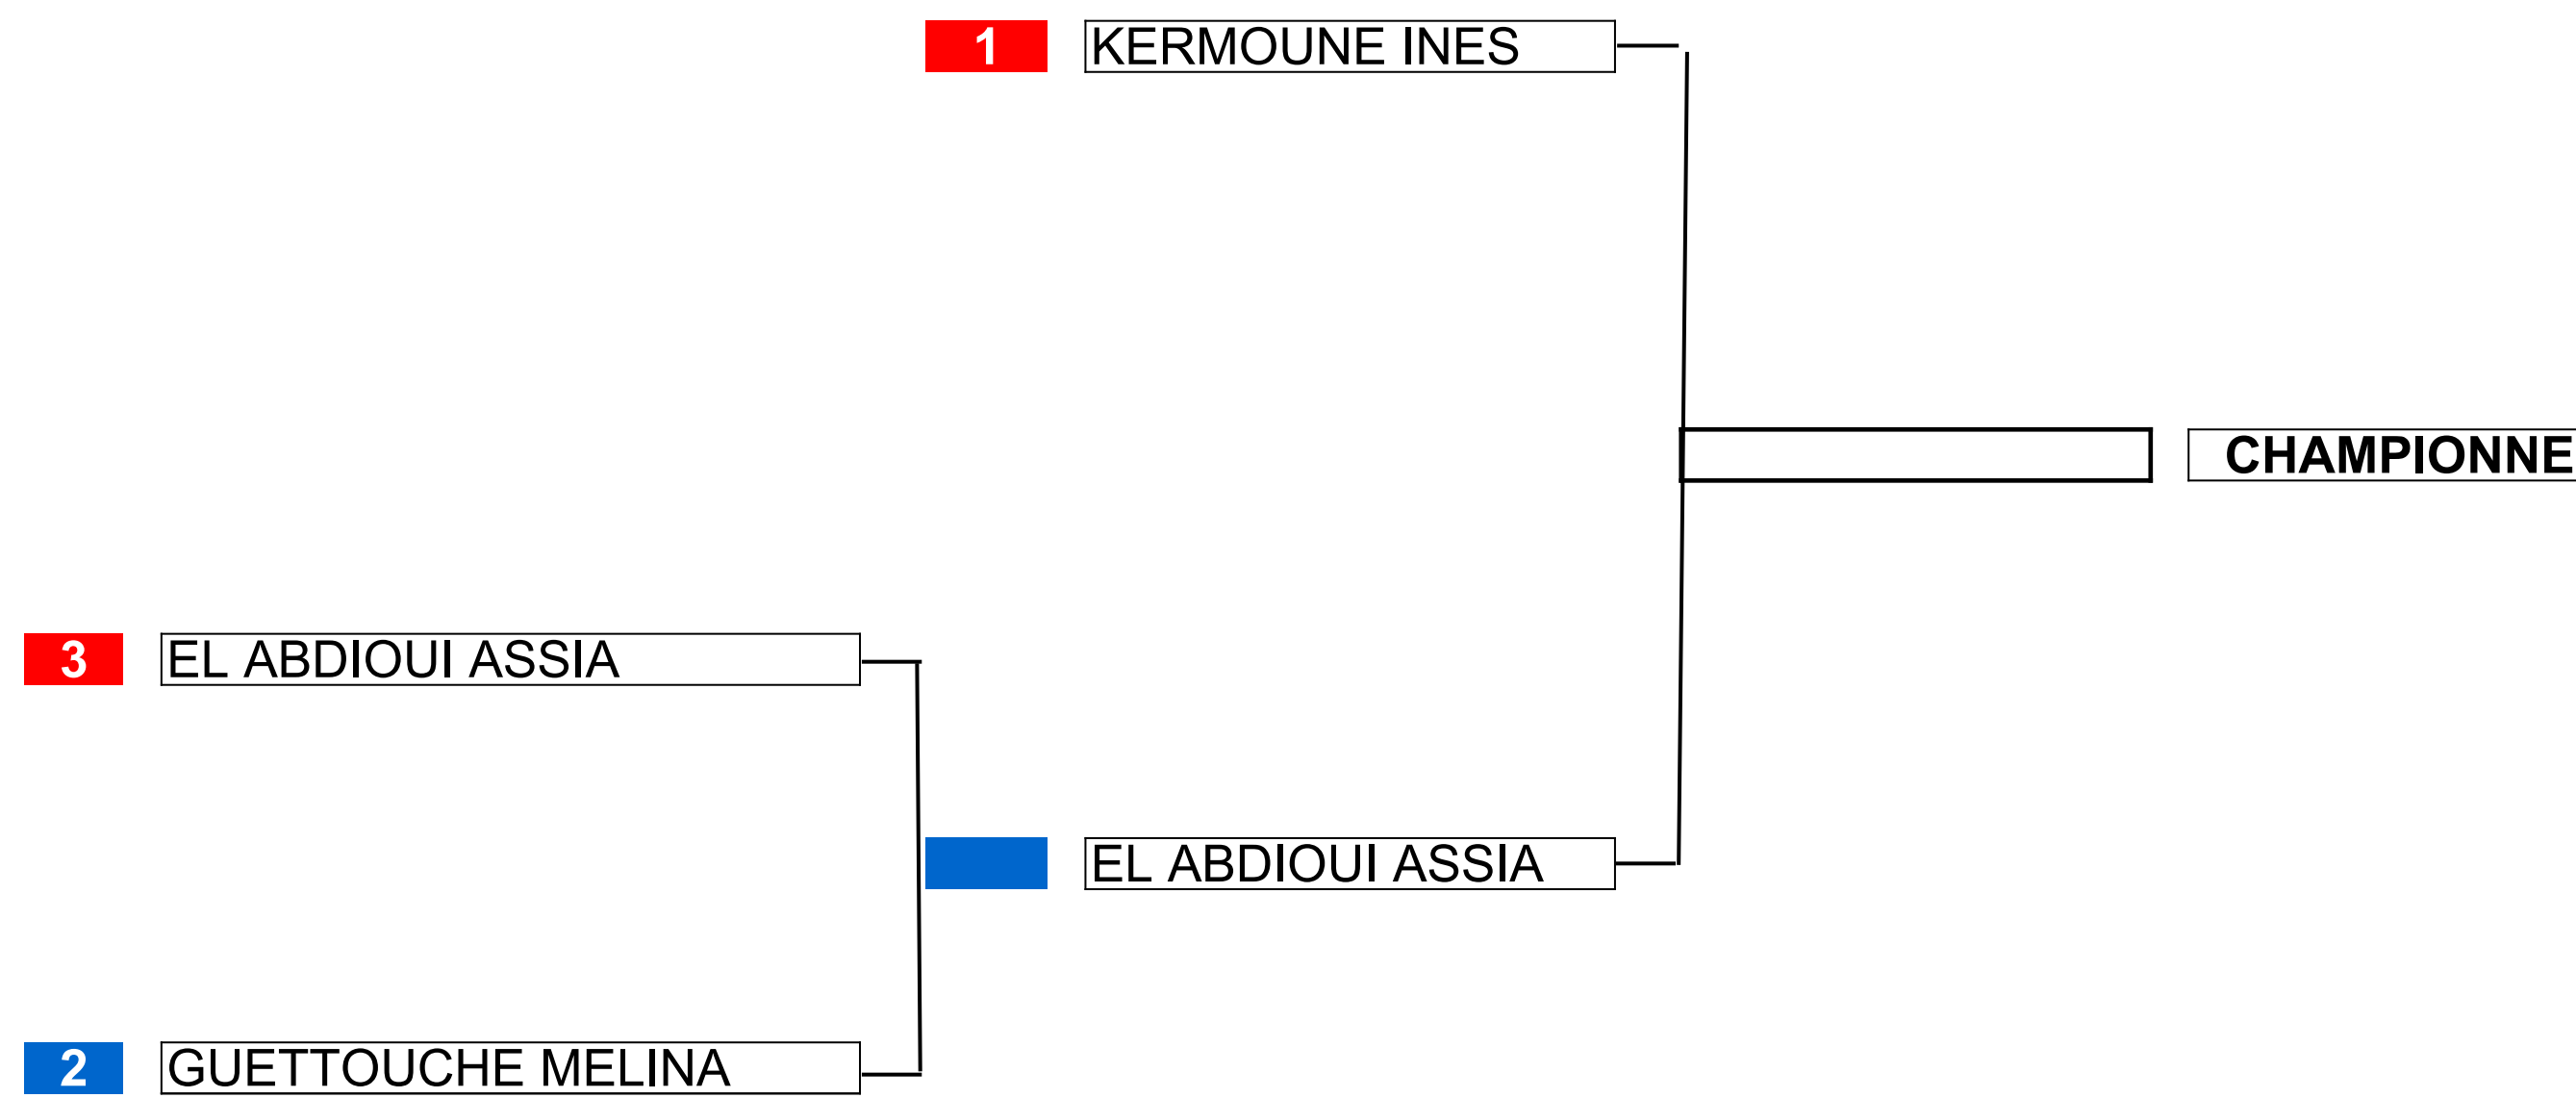 1 KERMOUNE INES
CHAMPIONNE
3 EL ABDIOUI ASSIA
EL ABDIOUI ASSIA
2 GUETTOUCHE MELINA